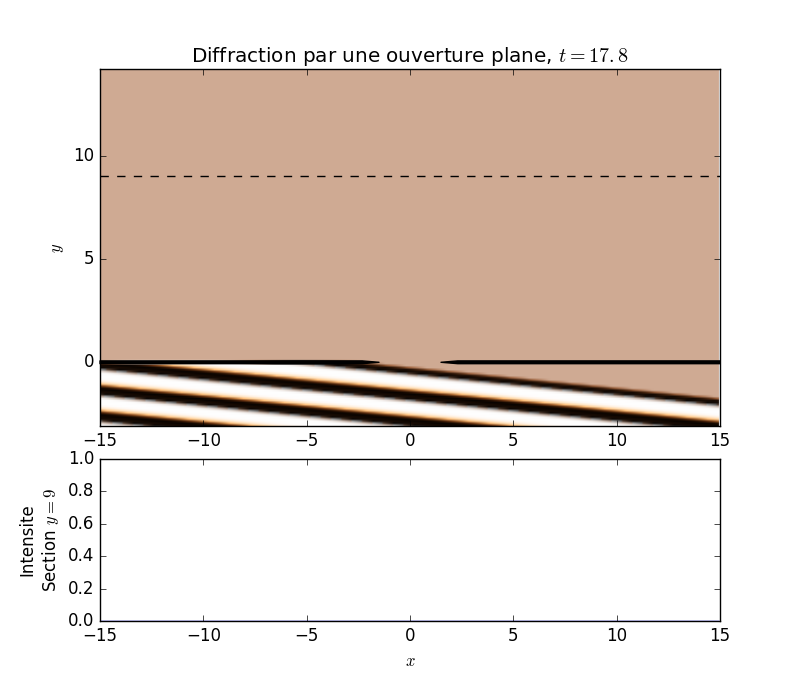 Diffraction par une ouverture plane, t = 17.8
10
5
0
y
−15 −10 −5 0 5 10 15
1.0
0.8
0.6
0.4
0.2
0.0
Intensite
Section y = 9
−15 −10 −5 0 5 10 15
x